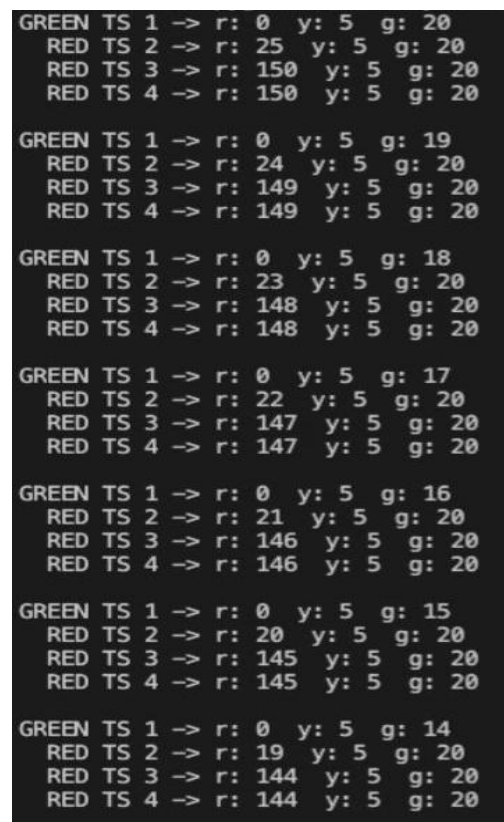 GREEN TS 1 -> r: 0 y: 5 g: 20
RED TS 2 -> r: 25 y: 5 g: 20
RED TS 3 -> r: 150 y: 5 g: 20
RED TS 4 -> r: 150 y: 5 g: 20
GREEN TS 1 -> r: 0 y: 5 g: 19
RED TS 2 -> r: 24 y: 5 g: 20
RED TS 3 -> r: 149 y: 5 g: 20
RED TS 4 -> r: 149 y: 5 g: 20
GREEN TS 1 -> r: 0 y: 5 g: 18
RED TS 2 -> r: 23 y: 5 g: 20
RED TS 3 -> r: 148 y: 5 g: 20
RED TS 4 -> r: 148 y: 5 g: 20
GREEN TS 1 -> r: 0 y: 5 g: 17
RED TS 2 -> r: 22 y: 5 g: 20
RED TS 3 -> r: 147 y: 5 g: 20
RED TS 4 -> r: 147 y: 5 g: 20
GREEN TS 1 -> r: 0 y: 5 g: 16
RED TS 2 -> r: 21 y: 5 g: 20
RED TS 3 -> r: 146 y: 5 g: 20
RED TS 4 -> r: 146 y: 5 g: 20
GREEN TS 1 -> r: 0 y: 5 g: 15
RED TS 2 -> r: 20 y: 5 g: 20
RED TS 3 -> r: 145 y: 5 g: 20
RED TS 4 -> r: 145 y: 5 g: 20
GREEN TS 1 -> r: 0 y: 5 g: 14
RED TS 2 -> r: 19 y: 5 g: 20
RED TS 3 -> r: 144 y: 5 g: 20
RED TS 4 -> r: 144 y: 5 g: 20